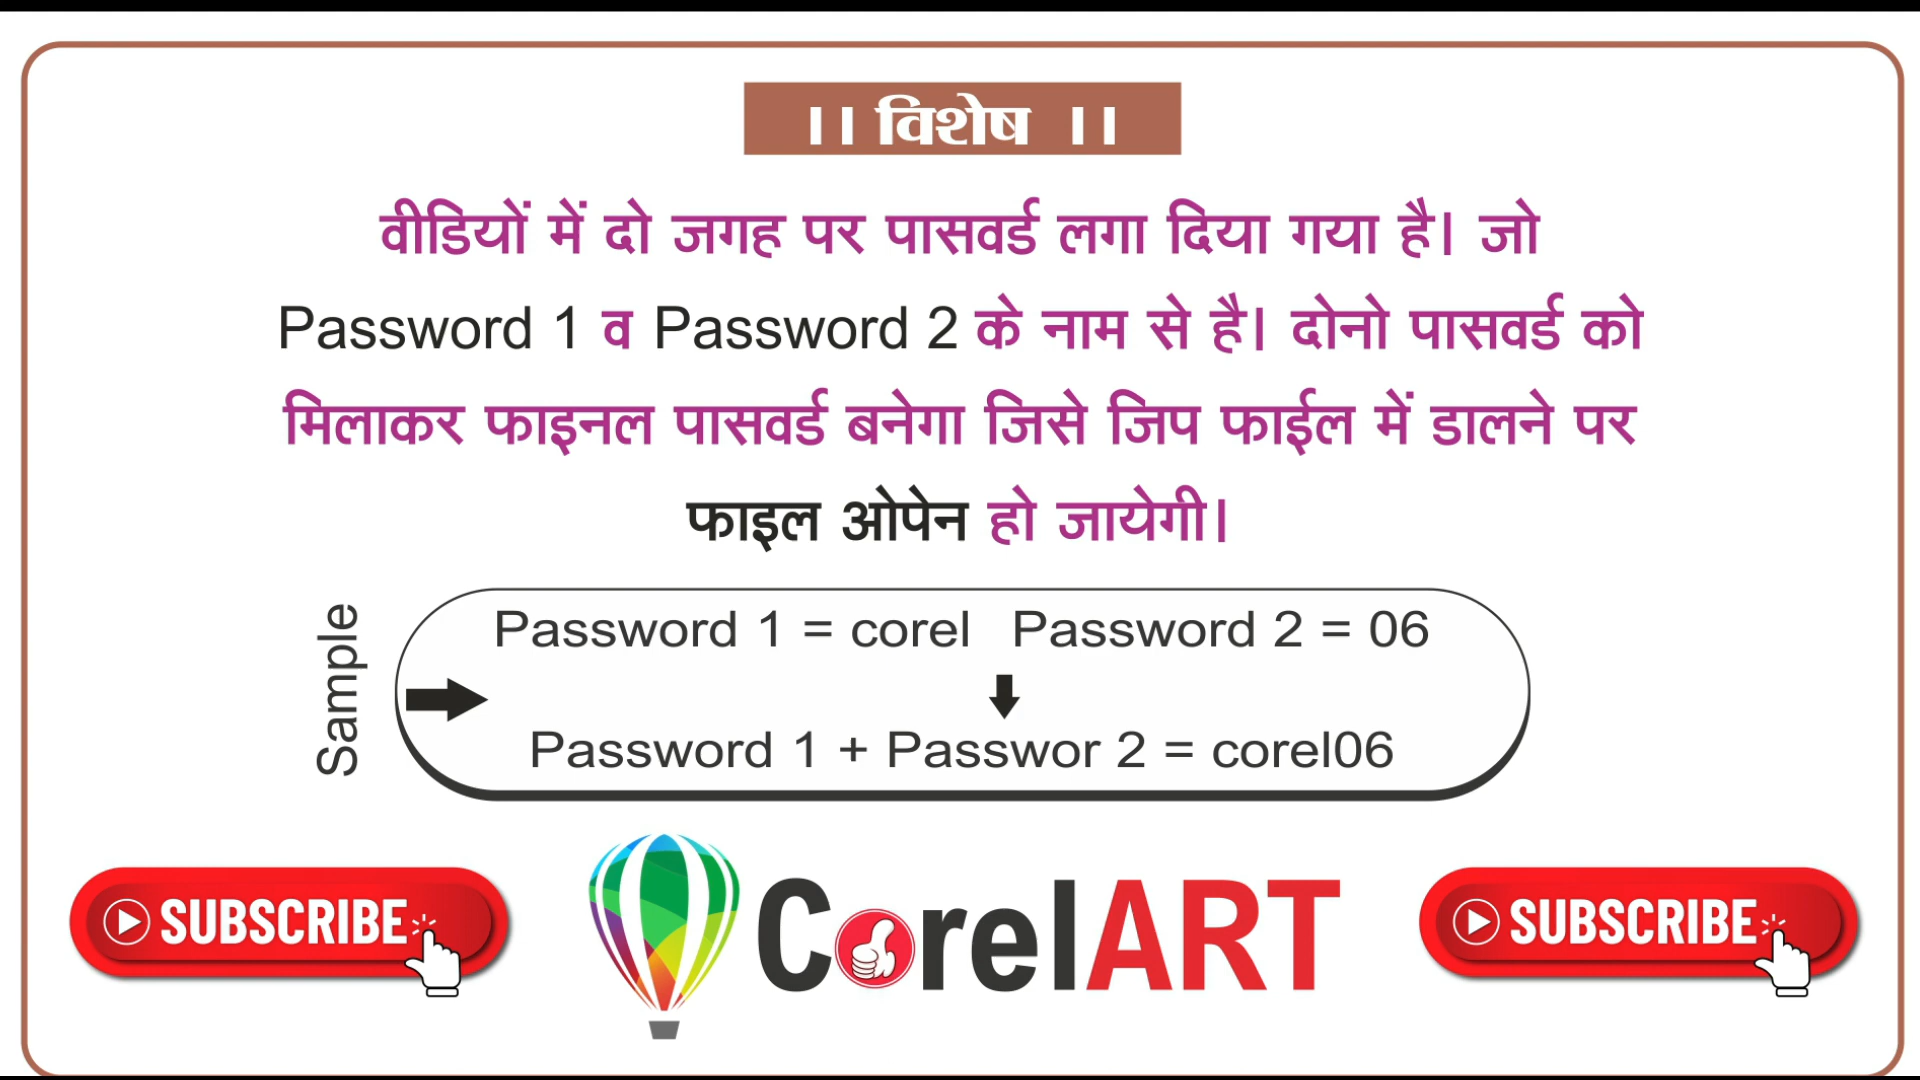 ।। विशेष ।।
वीडियों में दो जगह पर पासवर्ड लगा दिया गया है। जो
Password 1 व Password 2 के नाम से है। दोनो पासवर्ड को
मिलाकर फाइनल पासवर्ड बनेगा जिसे जिप फाईल में डालने पर
फाइल ओपेन हो जायेगी।
Sample
Password 1 = corel Password 2 = 06
Password 1 + Passwor 2 = corel06
SUBSCRIBE
CorelART
SUBSCRIBE